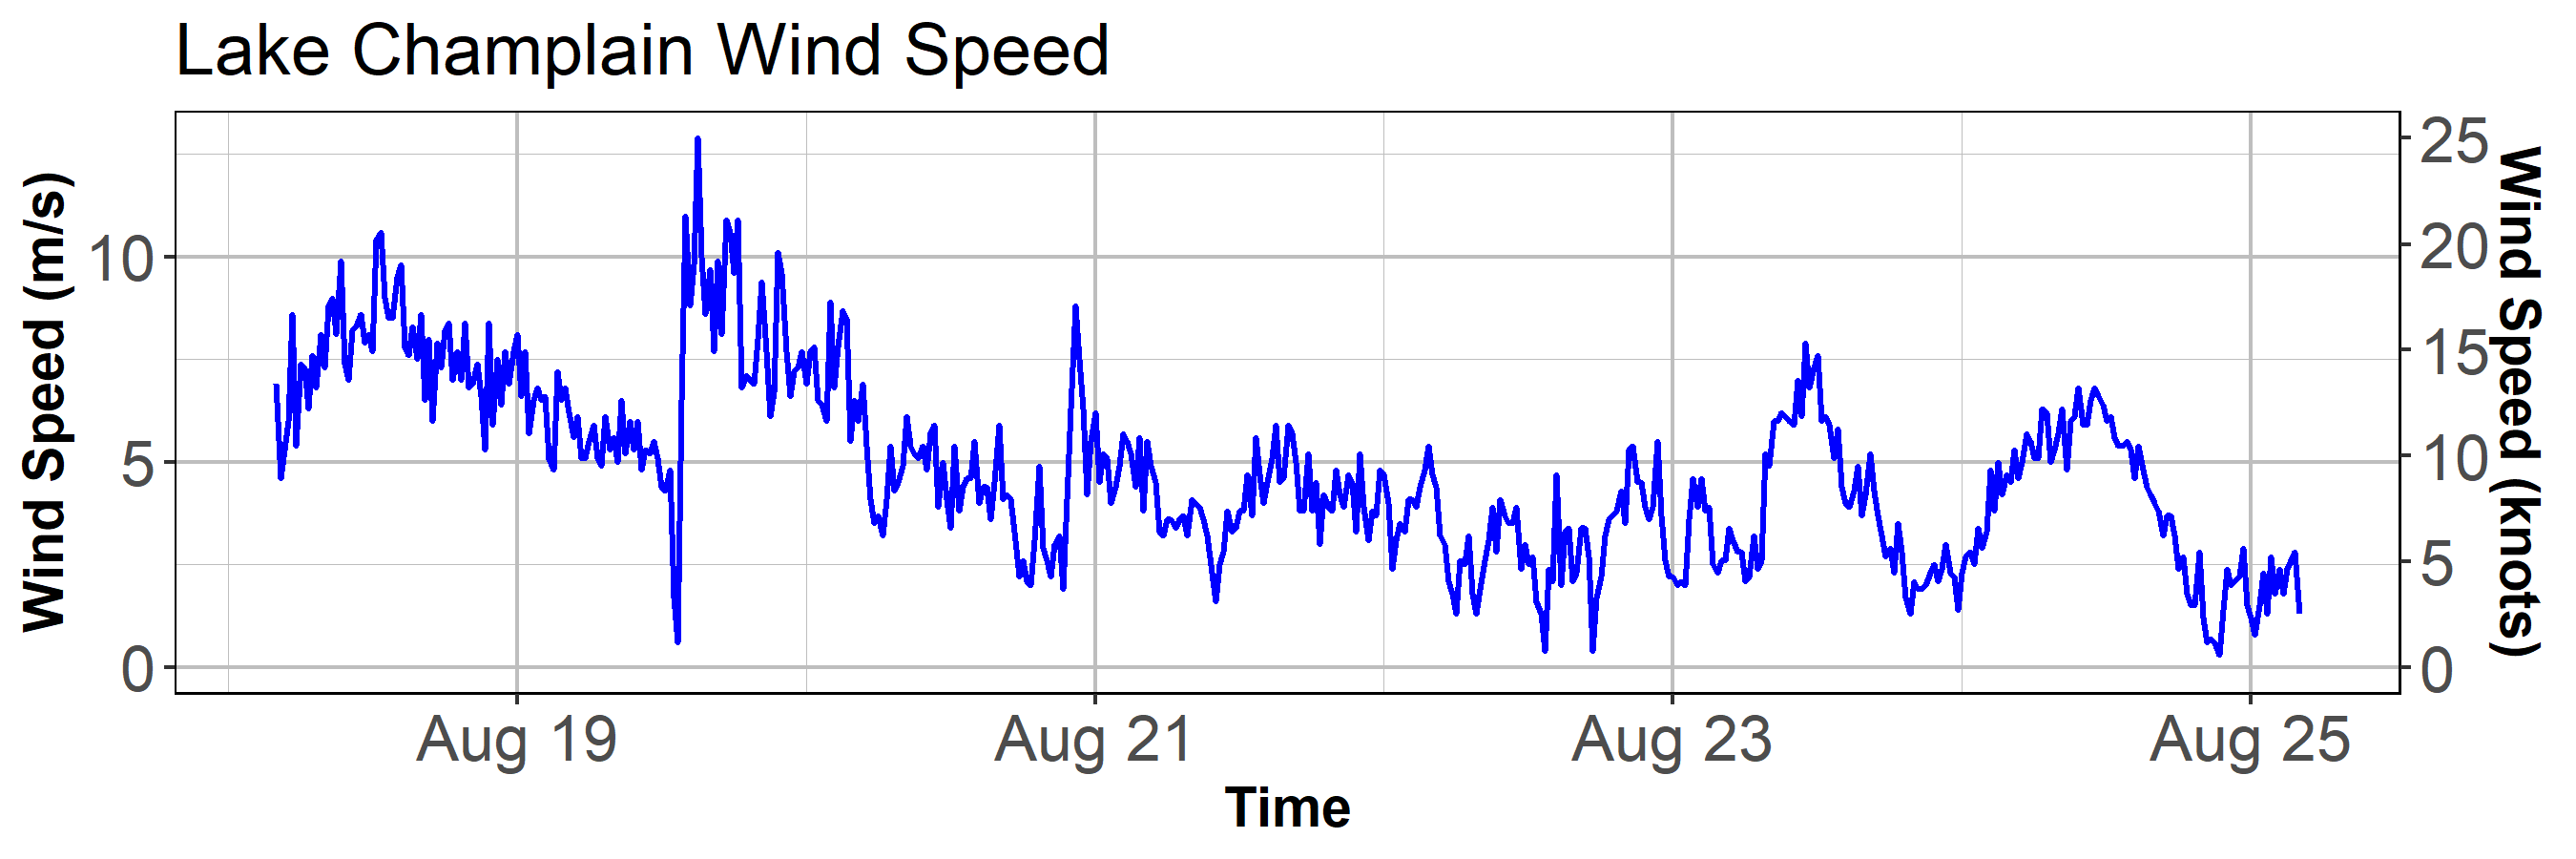 Lake Champlain Wind Speed
Wind Speed (m/s)
10
5
0
25
20
15
10
5
0
Wind Speed (knots)
Aug 19
Aug 21
Aug 23
Aug 25
Time